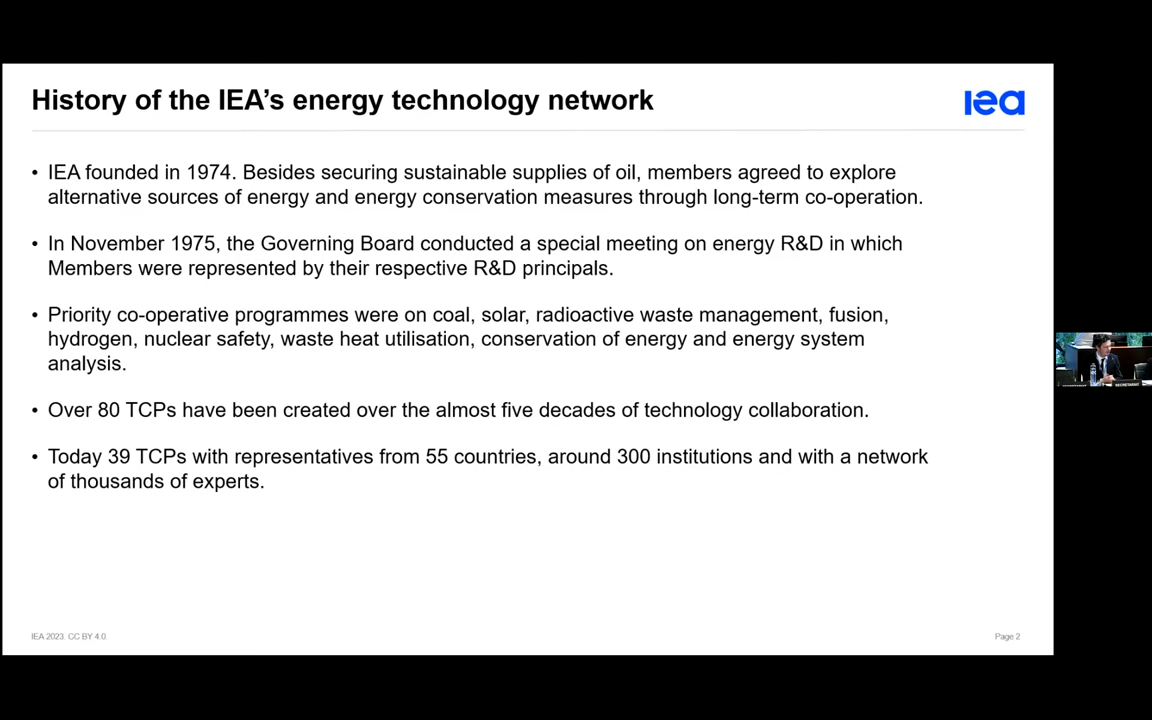 History of the IEA's energy technology network
iea
• IEA founded in 1974. Besides securing sustainable supplies of oil, members agreed to explore
alternative sources of energy and energy conservation measures through long-term co-operation.
• In November 1975, the Governing Board conducted a special meeting on energy R&D in which
Members were represented by their respective R&D principals.
• Priority co-operative programmes were on coal, solar, radioactive waste management, fusion,
hydrogen, nuclear safety, waste heat utilisation, conservation of energy and energy system
analysis.
• Over 80 TCPs have been created over the almost five decades of technology collaboration.
• Today 39 TCPs with representatives from 55 countries, around 300 institutions and with a network
of thousands of experts.
SECRETARIAT
IEA 2023. CC BY 4.0.
Page 2